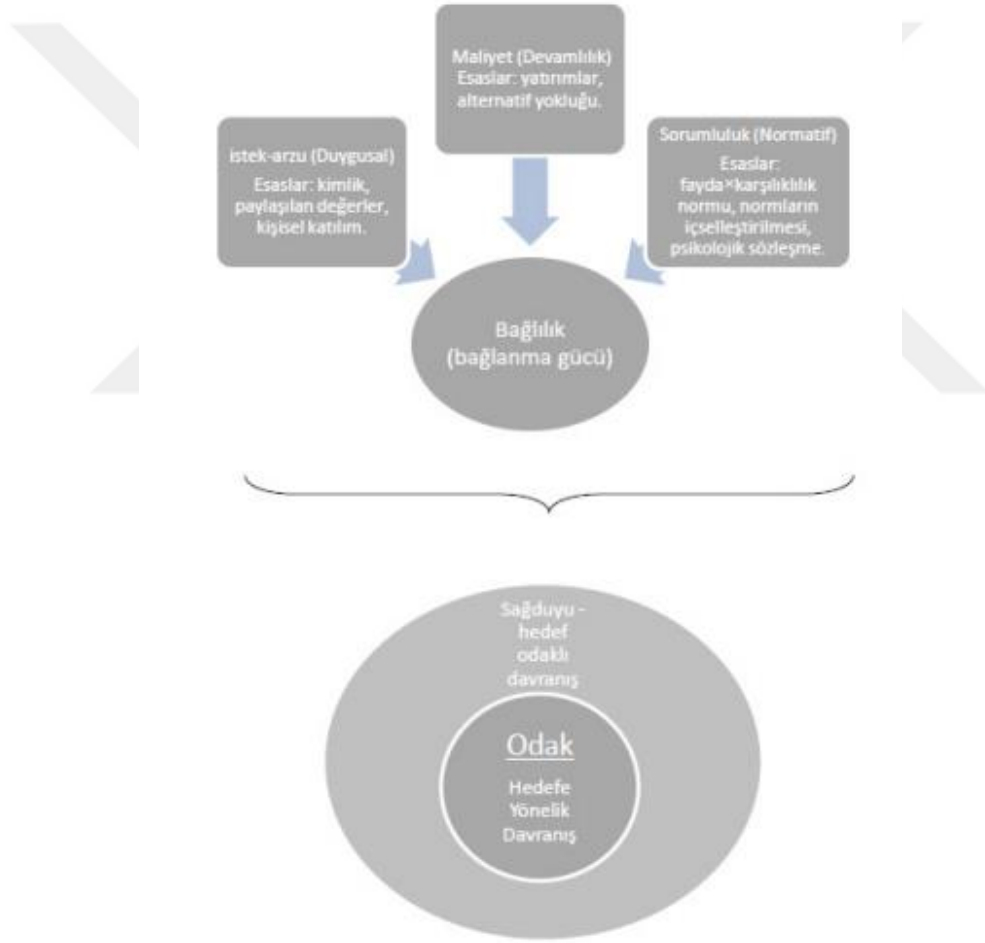 Maliyet (Devamlılık)
Esaslar: yatırımlar,
alternatif yokluğu.
istek-arzu (Duygusal)
Esaslar: kimlik,
paylaşılan değerler,
kişisel katılım.
Sorumluluk (Normatif)
Esaslar:
fayda×karşılıklılık
normu, normların
içselleştirilmesi,
psikolojik sözleşme.
Bağlılık
(bağlanma gücü)
Sağduyu -
hedef
odaklı
davranış
Odak
Hedefe
Yönelik
Davranış